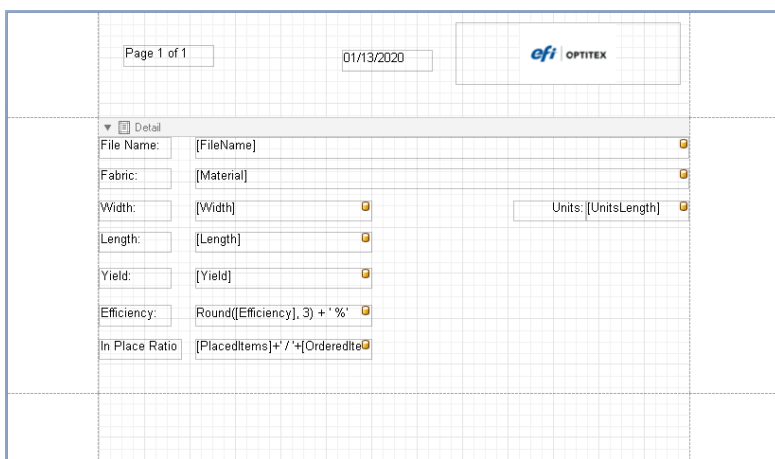 Page 1 of 1
01/13/2020
efi OPTITEX
Detail
File Name: [FileName]
Fabric: [Material]
Width: [Width] Units: [UnitsLength]
Length: [Length]
Yield: [Yield]
Efficiency: Round([Efficiency], 3) + ' %'
In Place Ratio [PlacedItems]+' / '+[OrderedIte